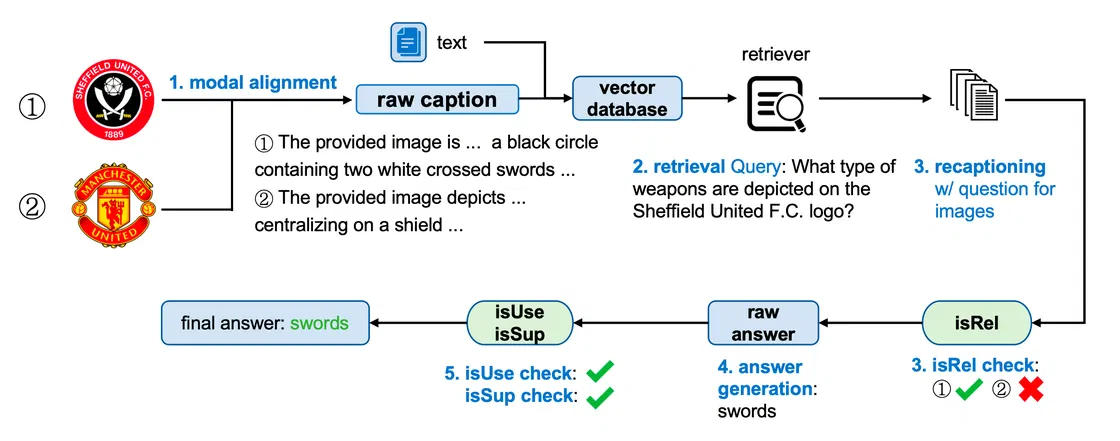 text
retriever
①
SHEFFIELD UNITED F.C.
1889
1. modal alignment
raw caption
vector
database
① The provided image is ... a black circle
containing two white crossed swords ...
② The provided image depicts ...
centralizing on a shield ...
②
MANCHESTER
UNITED
2. retrieval Query: What type of
weapons are depicted on the
Sheffield United F.C. logo?
3. recaptioning
w/ question for
images
final answer: swords
isUse
isSup
raw
answer
isRel
5. isUse check:
isSup check:
4. answer
generation:
swords
3. isRel check:
① ②